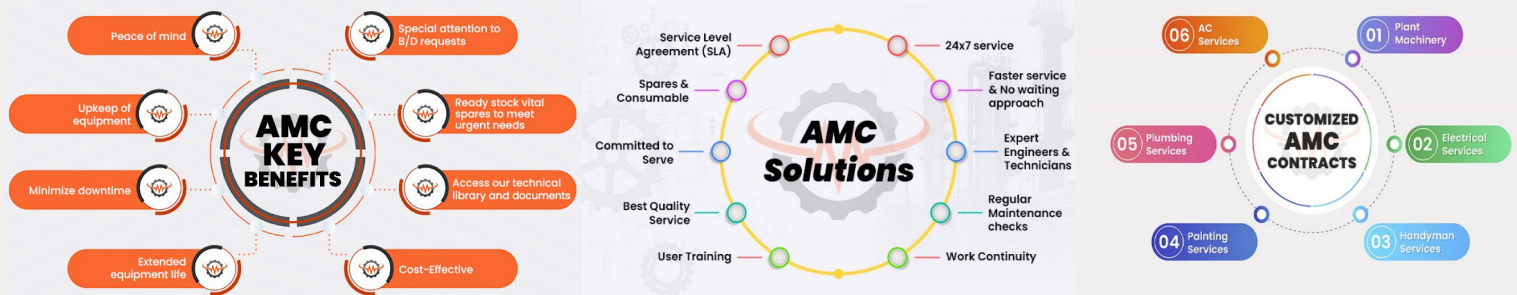 Peace of mind
Special attention to
B/D requests
Upkeep of
equipment
Ready stock vital
spares to meet
urgent needs
AMC
KEY
BENEFITS
Minimize downtime
Access our technical
library and documents
Extended
equipment life
Cost-Effective
Service Level
Agreement (SLA)
24x7 service
Spares &
Consumable
Faster service
& No waiting
approach
Committed to
Serve
AMC
Solutions
Expert
Engineers &
Technicians
Best Quality
Service
Regular
Maintenance
checks
User Training
Work Continuity
06 AC
Services
01 Plant
Machinery
CUSTOMIZED
AMC
CONTRACTS
05 Plumbing
Services
02 Electrical
Services
04 Painting
Services
03 Handyman
Services